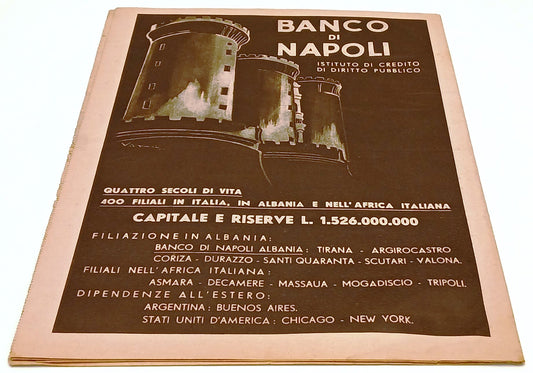 BANCO
DI
NAPOLI
ISTITUTO DI CREDITO
DI DIRITTO PUBBLICO
QUATTRO SECOLI DI VITA
400 FILIALI IN ITALIA, IN ALBANIA E NELL'AFRICA ITALIANA
CAPITALE E RISERVE L. 1.526.000.000
FILIAZIONE IN ALBANIA:
BANCO DI NAPOLI ALBANIA: TIRANA - ARGIROCASTRO
CORIZA - DURAZZO - SANTI QUARANTA - SCUTARI - VALONA.
FILIALI NELL'AFRICA ITALIANA:
ASMARA - DECAMERE - MASSAUA - MOGADISCIO - TRIPOLI.
DIPENDENZE ALL'ESTERO:
ARGENTINA: BUENOS AIRES.
STATI UNITI D'AMERICA: CHICAGO - NEW YORK.